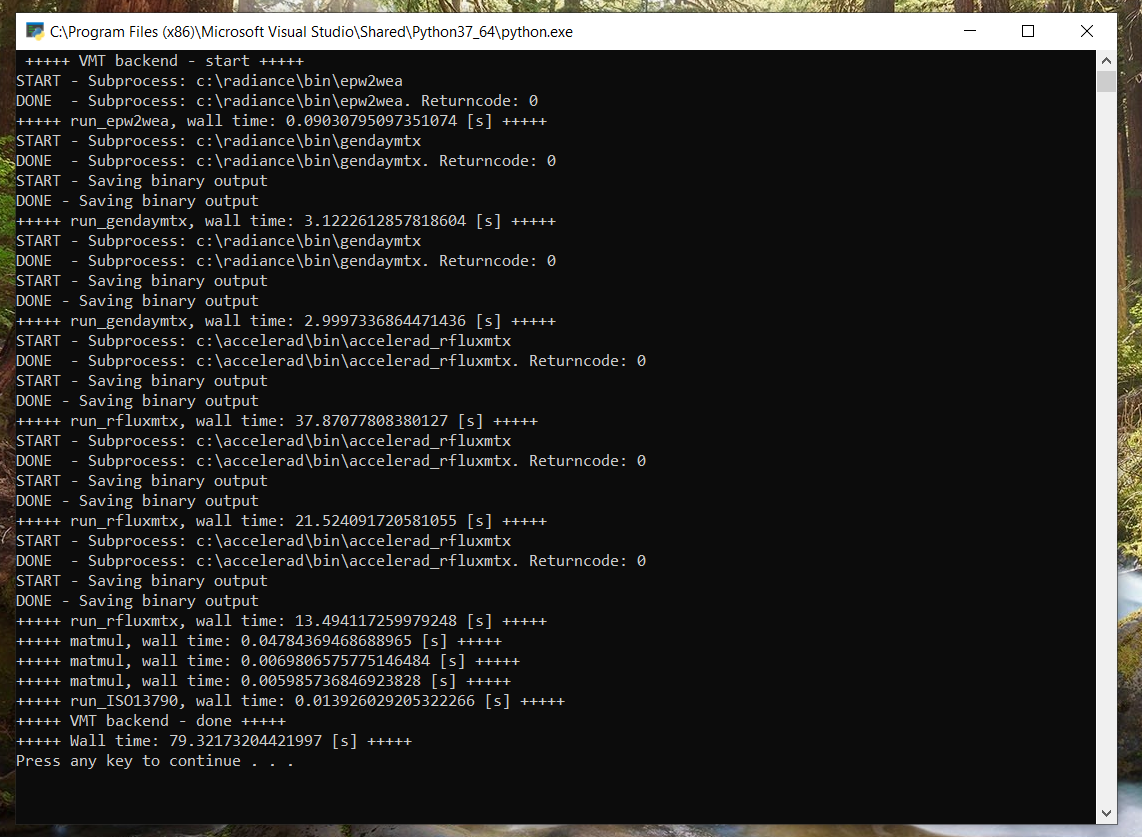 C:\Program Files (x86)\Microsoft Visual Studio\Shared\Python37_64\python.exe
+++++ VMT backend - start +++++
START - Subprocess: c:\radiance\bin\epw2wea
DONE  - Subprocess: c:\radiance\bin\epw2wea. Returncode: 0
+++++ run_epw2wea, wall time: 0.09030795097351074 [s] +++++
START - Subprocess: c:\radiance\bin\gendaymtx
DONE  - Subprocess: c:\radiance\bin\gendaymtx. Returncode: 0
START - Saving binary output
DONE - Saving binary output
+++++ run_gendaymtx, wall time: 3.1222612857818604 [s] +++++
START - Subprocess: c:\radiance\bin\gendaymtx
DONE  - Subprocess: c:\radiance\bin\gendaymtx. Returncode: 0
START - Saving binary output
DONE - Saving binary output
+++++ run_gendaymtx, wall time: 2.9997336864471436 [s] +++++
START - Subprocess: c:\accelerad\bin\accelerad_rfluxmtx
DONE  - Subprocess: c:\accelerad\bin\accelerad_rfluxmtx. Returncode: 0
START - Saving binary output
DONE - Saving binary output
+++++ run_rfluxmtx, wall time: 37.87077808380127 [s] +++++
START - Subprocess: c:\accelerad\bin\accelerad_rfluxmtx
DONE  - Subprocess: c:\accelerad\bin\accelerad_rfluxmtx. Returncode: 0
START - Saving binary output
DONE - Saving binary output
+++++ run_rfluxmtx, wall time: 21.524091720581055 [s] +++++
START - Subprocess: c:\accelerad\bin\accelerad_rfluxmtx
DONE  - Subprocess: c:\accelerad\bin\accelerad_rfluxmtx. Returncode: 0
START - Saving binary output
DONE - Saving binary output
+++++ run_rfluxmtx, wall time: 13.494117259979248 [s] +++++
+++++ matmul, wall time: 0.04784369468688965 [s] +++++
+++++ matmul, wall time: 0.0069806575775146484 [s] +++++
+++++ matmul, wall time: 0.005985736846923828 [s] +++++
+++++ run_ISO13790, wall time: 0.013926029205322266 [s] +++++
+++++ VMT backend - done +++++
+++++ Wall time: 79.32173204421997 [s] +++++
Press any key to continue . . .